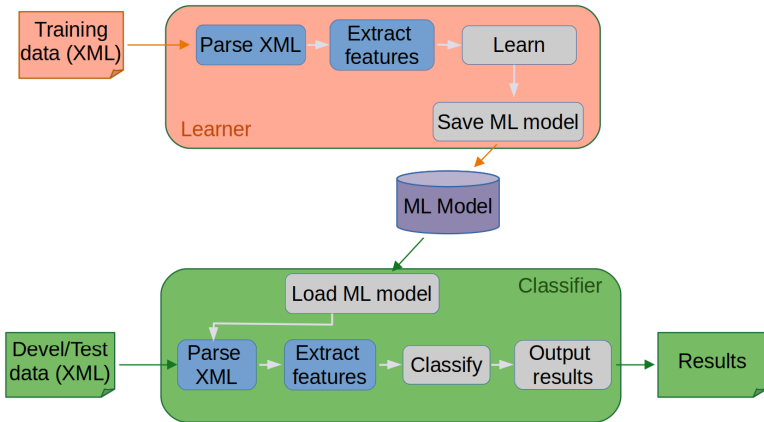 Training
data (XML)
Parse XML
Extract
features
Learn
Save ML model
Learner
ML Model
Classifier
Load ML model
Devel/Test
data (XML)
Parse
XML
Extract
features
Classify
Output
results
Results